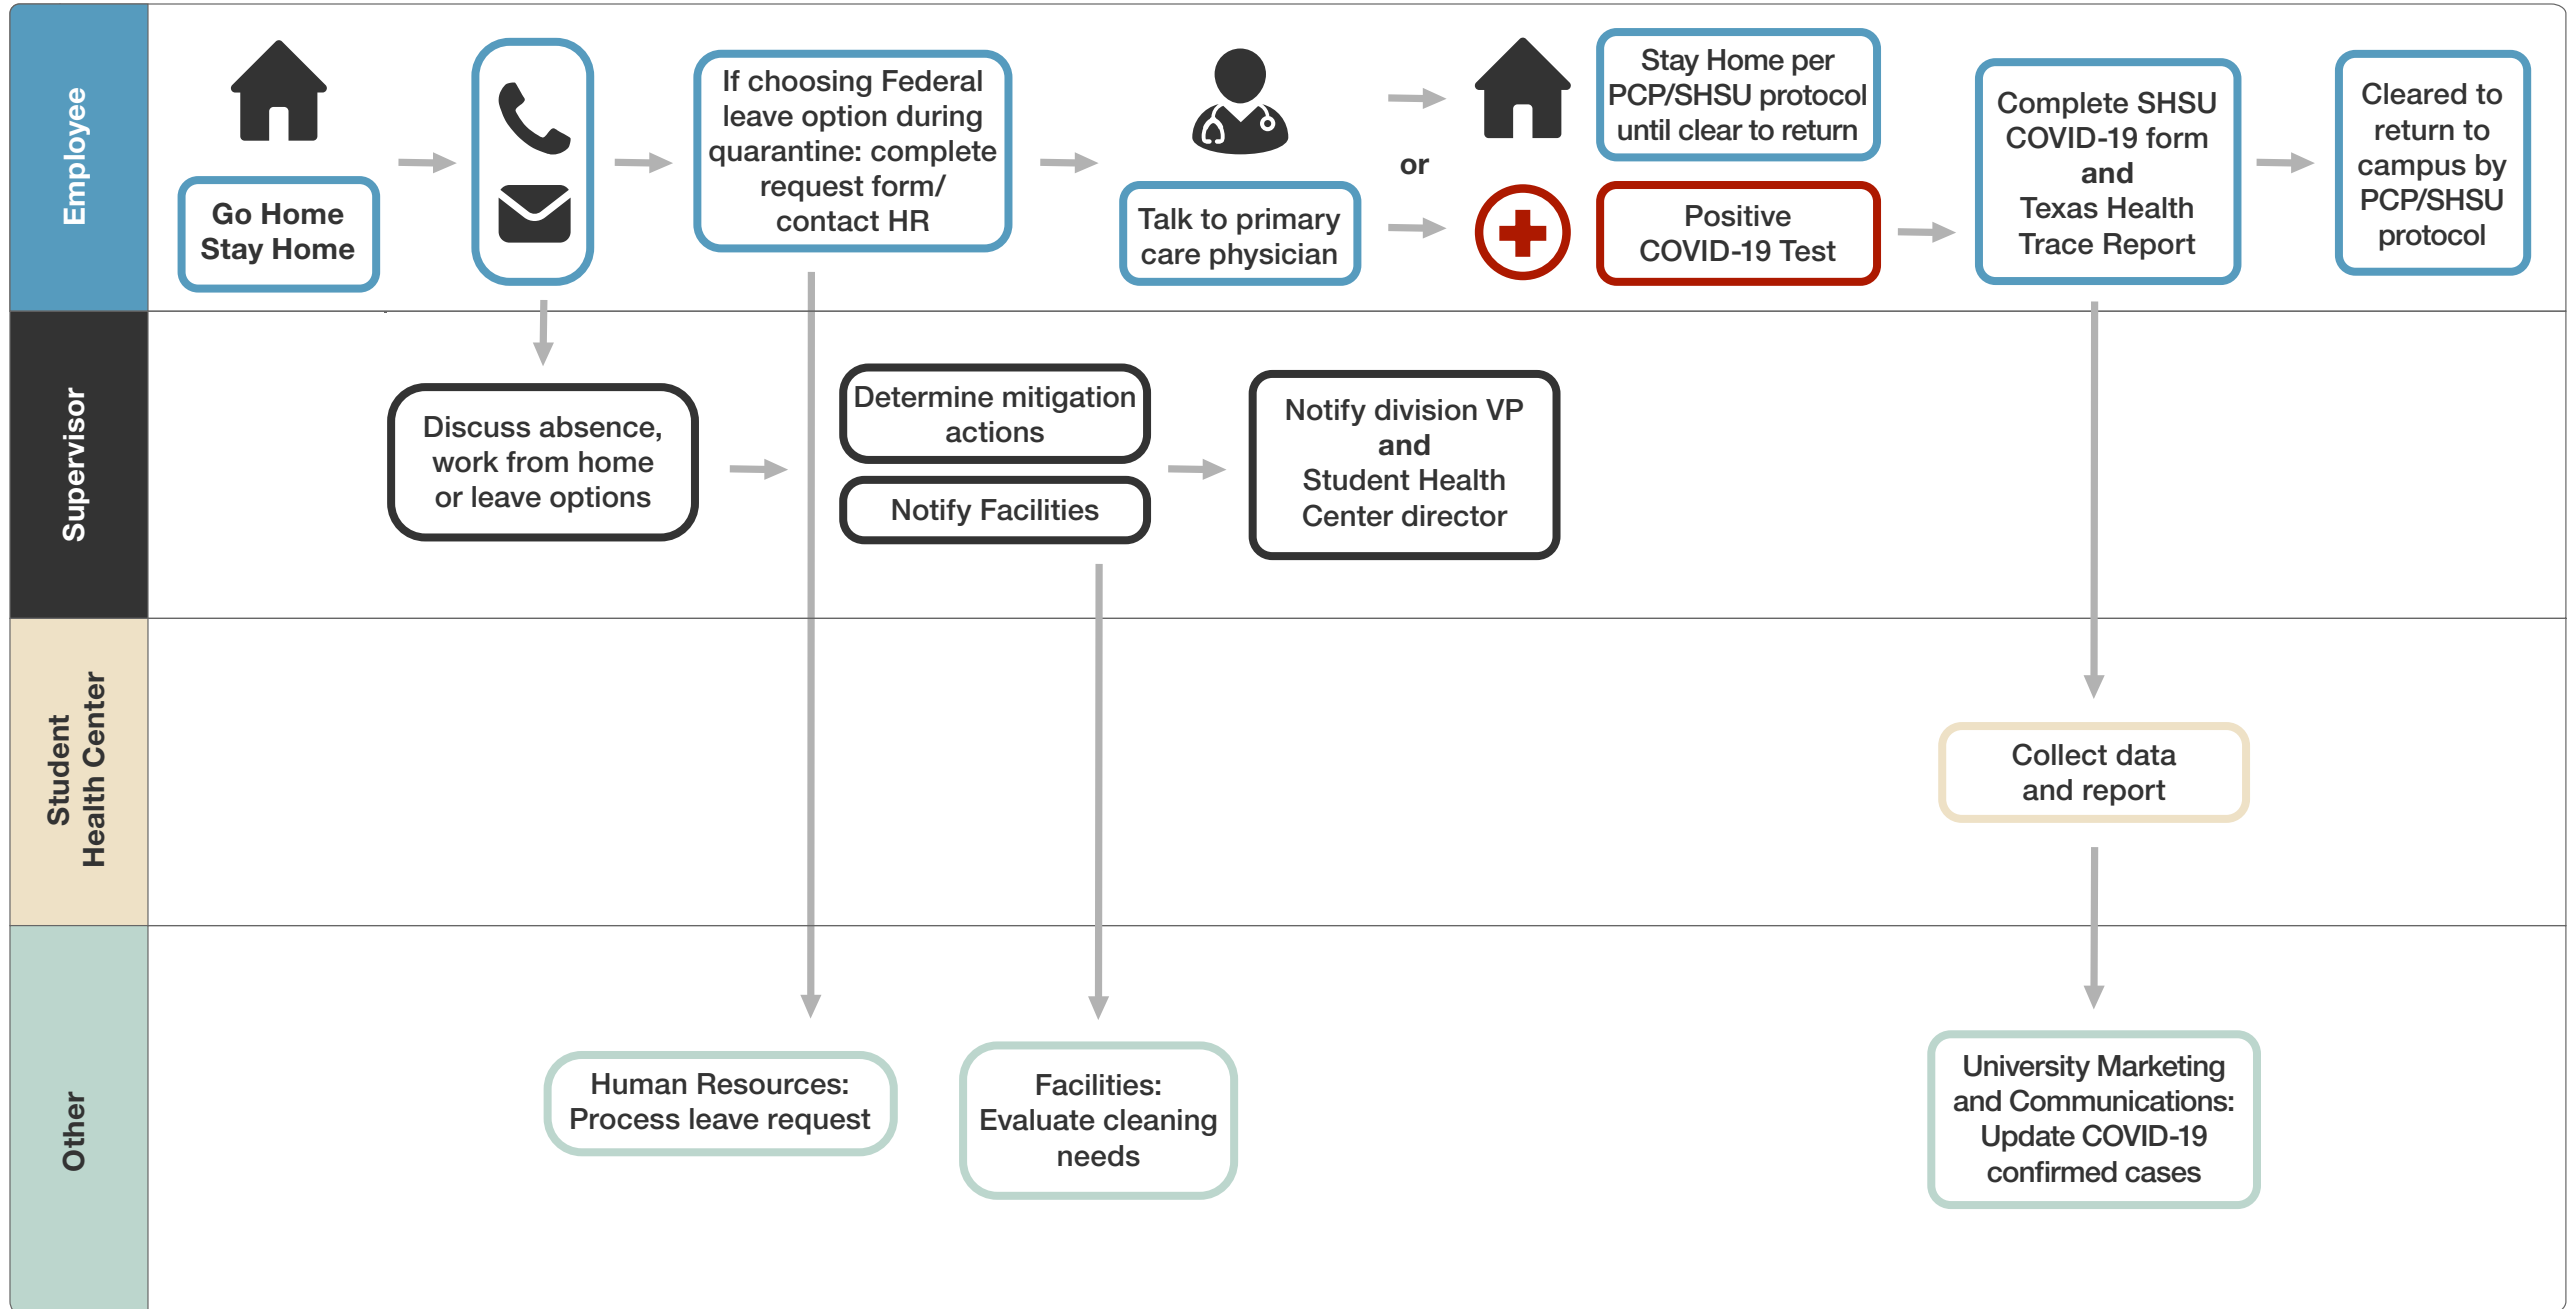 Employee
Go Home
Stay Home
If choosing Federal
leave option during
quarantine: complete
request form/
contact HR
Talk to primary
care physician
or
Stay Home per
PCP/SHSU protocol
until clear to return
Positive
COVID-19 Test
Complete SHSU
COVID-19 form
and
Texas Health
Trace Report
Cleared to
return to
campus by
PCP/SHSU
protocol
Supervisor
Discuss absence,
work from home
or leave options
Determine mitigation
actions
Notify Facilities
Notify division VP
and
Student Health
Center director
Student
Health Center
Collect data
and report
Other
Human Resources:
Process leave request
Facilities:
Evaluate cleaning
needs
University Marketing
and Communications:
Update COVID-19
confirmed cases